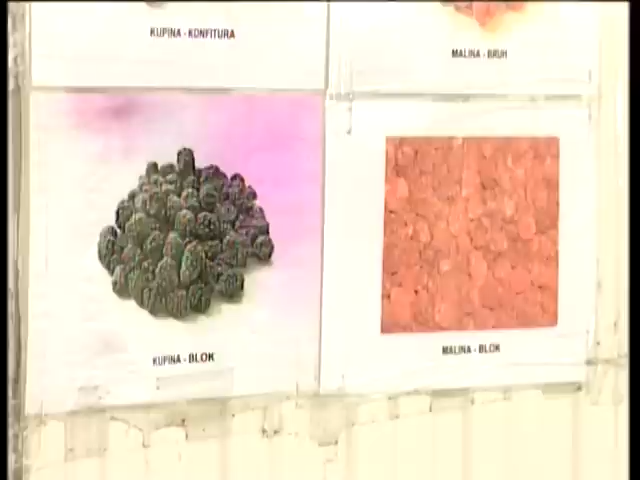 KUPINA - KONFITURA
MALINA - BRUH
KUPINA - BLOK
MALINA - BLOK